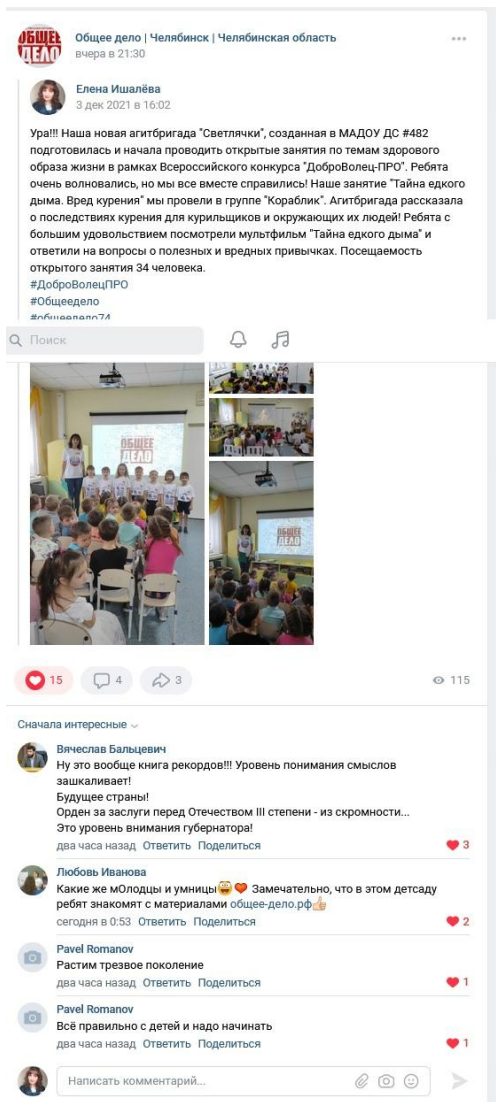 ОБЩЕЕ
ДЕЛО
Общее дело | Челябинск | Челябинская область
вчера в 21:30
Елена Ишалёва
3 дек 2021 в 16:02
Ура!!! Наша новая агитбригада "Светлячки", созданная в МАДОУ ДС #482
подготовилась и начала проводить открытые занятия по темам здорового
образа жизни в рамках Всероссийского конкурса "ДоброВолец-ПРО". Ребята
очень волновались, но мы все вместе справились! Наше занятие "Тайна едкого
дыма. Вред курения" мы провели в группе "Кораблик". Агитбригада рассказала
о последствиях курения для курильщиков и окружающих их людей! Ребята с
большим удовольствием посмотрели мультфильм "Тайна едкого дыма" и
ответили на вопросы о полезных и вредных привычках. Посещаемость
открытого занятия 34 человека.
#ДоброВолецПРО
#Общеедело
#общеедело74
Поиск
ОБЩЕЕ
ДЕЛО
ОБЩЕЕ
ДЕЛО
15
4
3
115
Сначала интересные
Вячеслав Бальцевич
Ну это вообще книга рекордов!!! Уровень понимания смыслов
зашкаливает!
Будущее страны!
Орден за заслуги перед Отечеством III степени - из скромности...
Это уровень внимания губернатора!
два часа назад Ответить Поделиться
3
Любовь Иванова
Какие же мОлодцы и умницы😀❤ Замечательно, что в этом детсаду
ребят знакомят с материалами общее-дело.рф👍
сегодня в 0:53 Ответить Поделиться
2
Pavel Romanov
Растим трезвое поколение
два часа назад Ответить Поделиться
1
Pavel Romanov
Всё правильно с детей и надо начинать
два часа назад Ответить Поделиться
1
Написать комментарий...